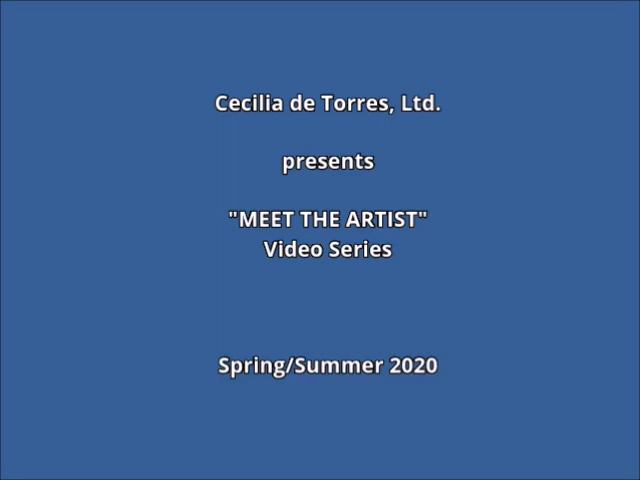 Cecilia de Torres, Ltd.
presents
"MEET THE ARTIST"
Video Series
Spring/Summer 2020